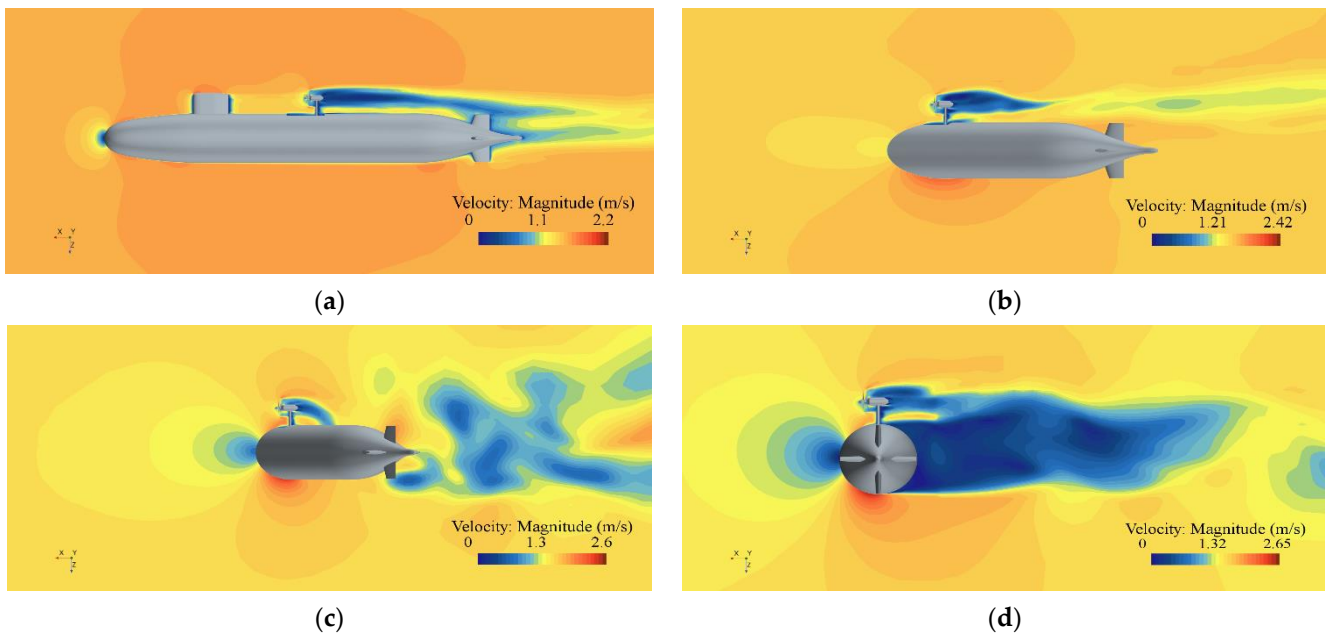 Velocity: Magnitude (m/s)
0 1.1 2.2
X Y
Z
(a)
Velocity: Magnitude (m/s)
0 1.21 2.42
X Y
Z
(b)
Velocity: Magnitude (m/s)
0 1.3 2.6
X Y
Z
(c)
Velocity: Magnitude (m/s)
0 1.32 2.65
X Y
Z
(d)